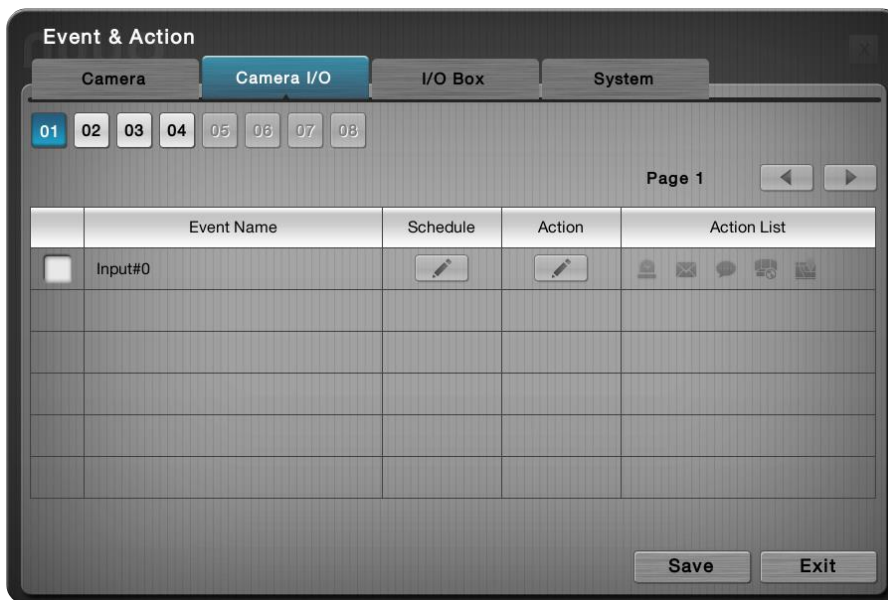 Event & Action
Camera
Camera I/O
I/O Box
System
01 02 03 04 05 06 07 08
Page 1
Event Name Schedule Action Action List
Input#0
Save Exit